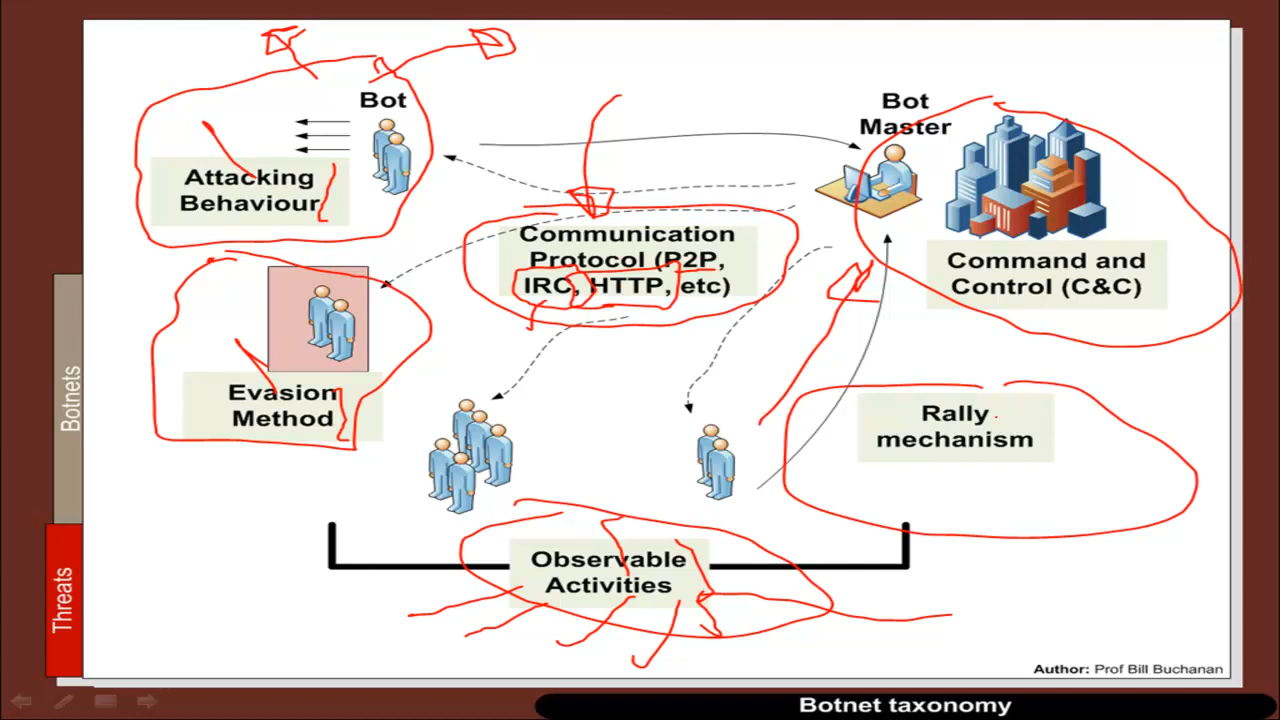 Bot
Attacking
Behaviour
Bot
Master
Communication
Protocol (P2P,
IRC, HTTP, etc)
Command and
Control (C&C)
Evasion
Method
Rally
mechanism
Observable
Activities
Botnets
Threats
Author: Prof Bill Buchanan
Botnet taxonomy